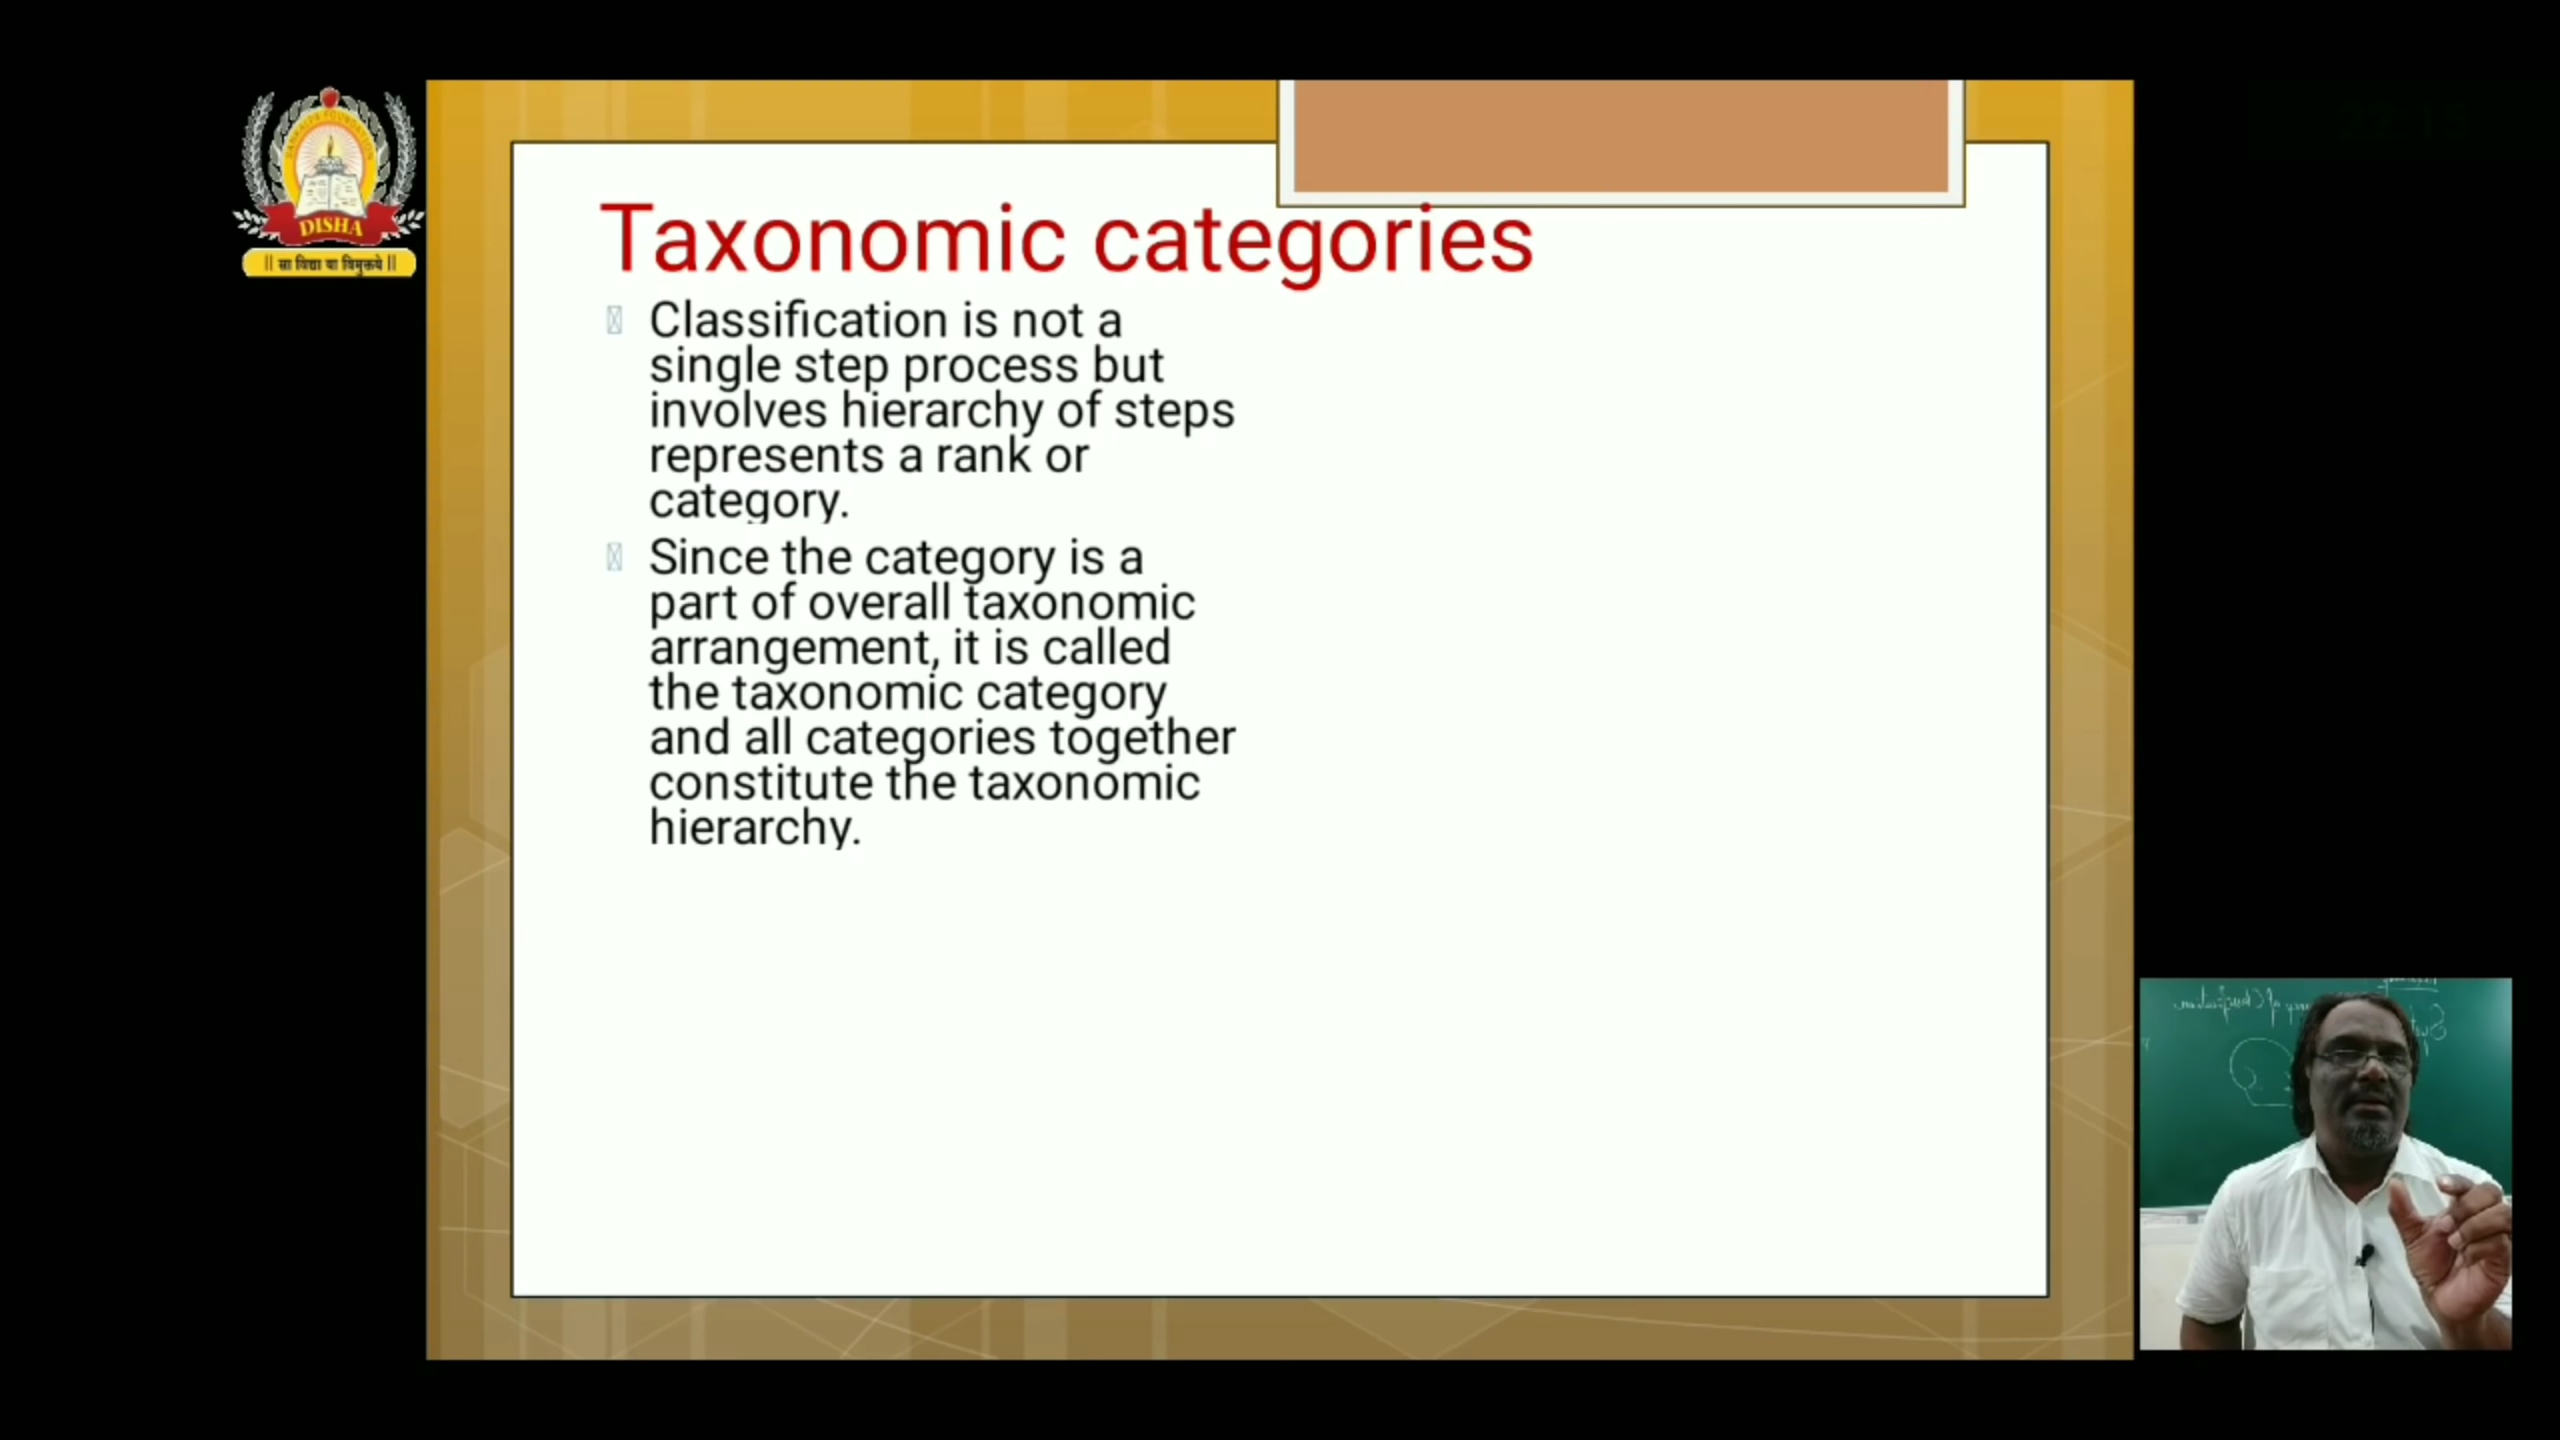 DISHA
|| सा विद्या या विमुक्तये ||
Taxonomic categories
Classification is not a
single step process but
involves hierarchy of steps
represents a rank or
category.
Since the category is a
part of overall taxonomic
arrangement, it is called
the taxonomic category
and all categories together
constitute the taxonomic
hierarchy.